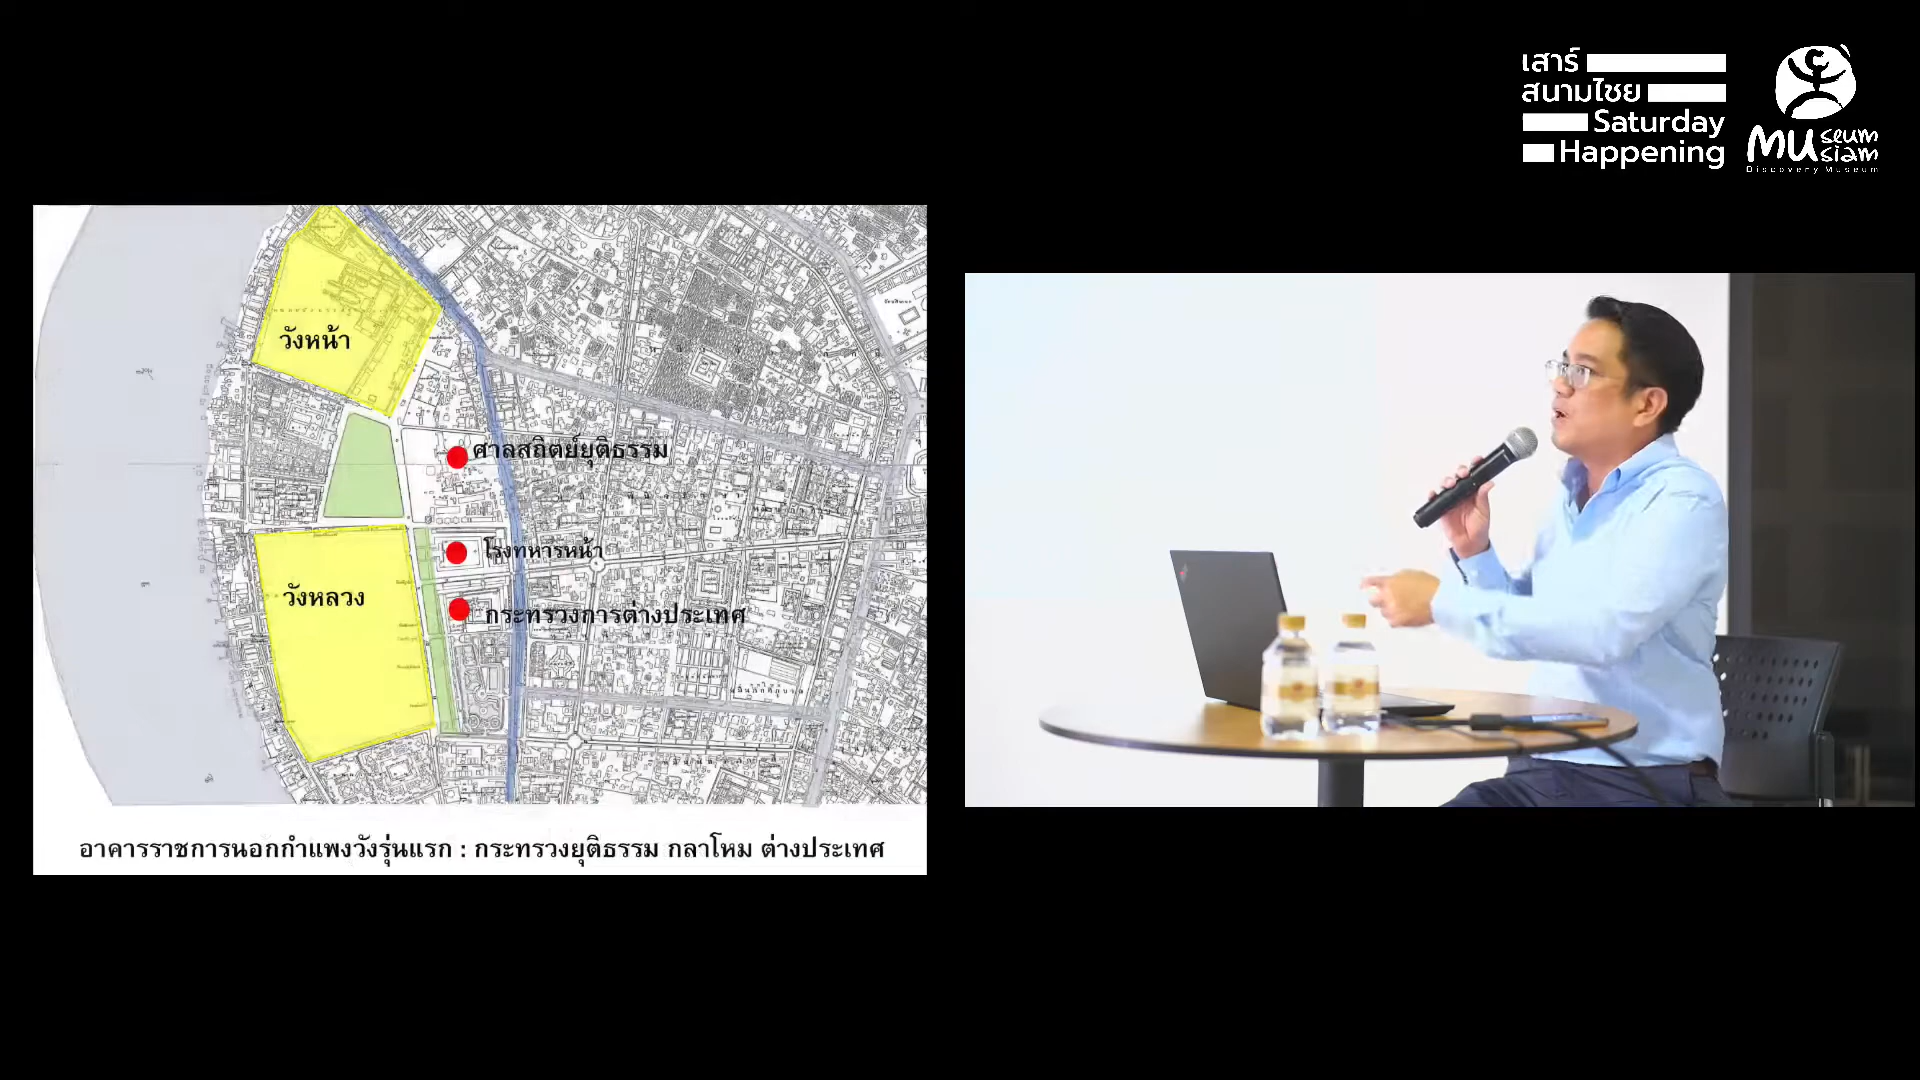 เสาร์
สนามไชย
Saturday
Happening
MUseum
siam
Discovery Museum
วังหน้า
ศาลสถิตย์ยุติธรรม
โรงทหารหน้า
วังหลวง
กระทรวงการต่างประเทศ
อาคารราชการนอกกำแพงวังรุ่นแรก : กระทรวงยุติธรรม กลาโหม ต่างประเทศ